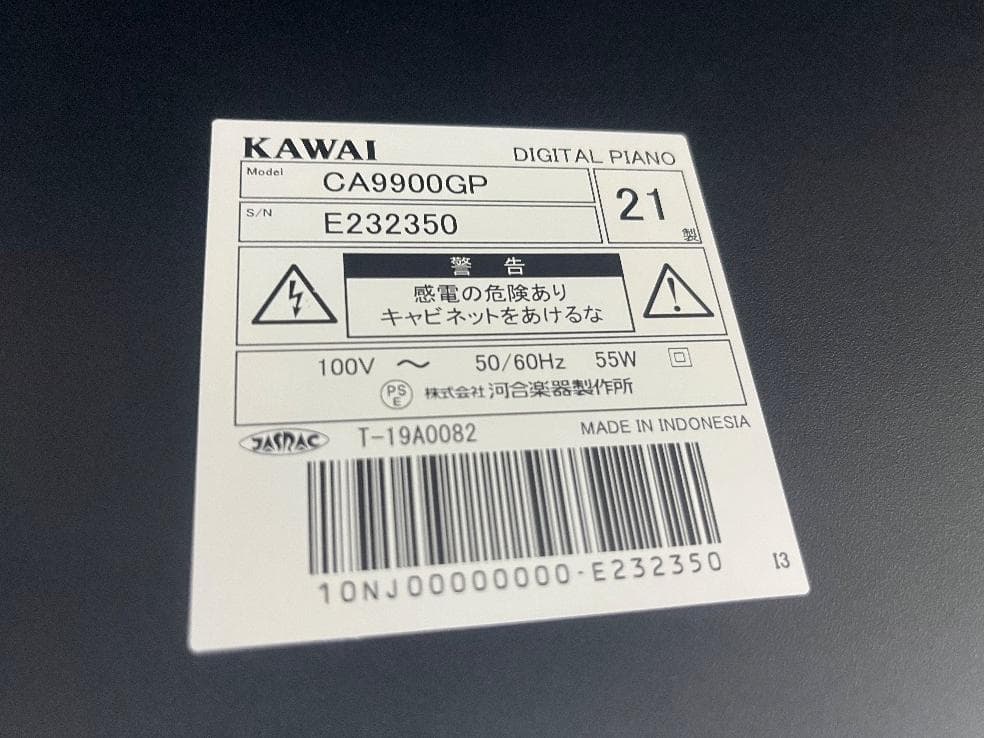 KAWAI
DIGITAL PIANO
Model CA9900GP
S/N E232350
21製
警告
感電の危険あり
キャビネットをあけるな
100V 〜 50/60Hz 55W
PSE 株式会社 河合楽器製作所
JASRAC T-19A0082 MADE IN INDONESIA
10NJ00000000-E232350
I3